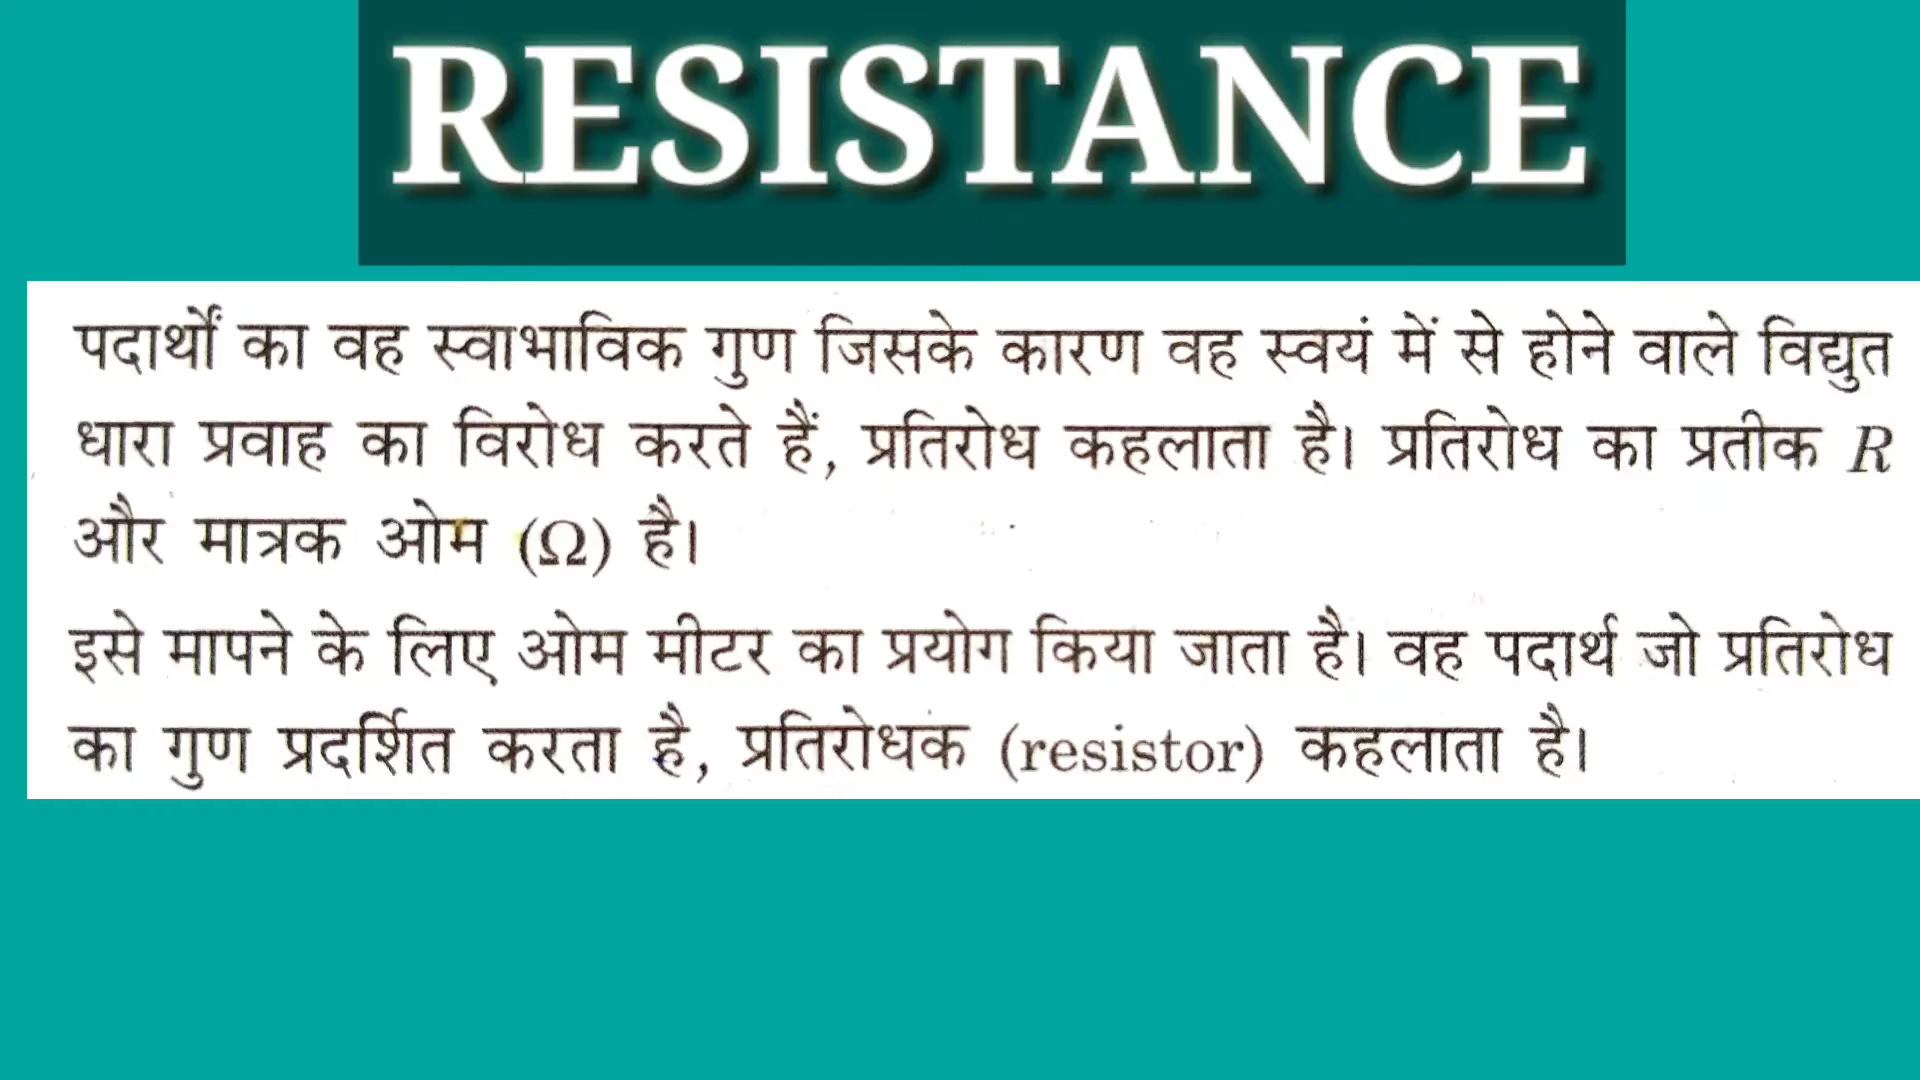 RESISTANCE
पदार्थों का वह स्वाभाविक गुण जिसके कारण वह स्वयं में से होने वाले विद्युत
धारा प्रवाह का विरोध करते हैं, प्रतिरोध कहलाता है। प्रतिरोध का प्रतीक R
और मात्रक ओम (Ω) है।
इसे मापने के लिए ओम मीटर का प्रयोग किया जाता है। वह पदार्थ जो प्रतिरोध
का गुण प्रदर्शित करता है, प्रतिरोधक (resistor) कहलाता है।